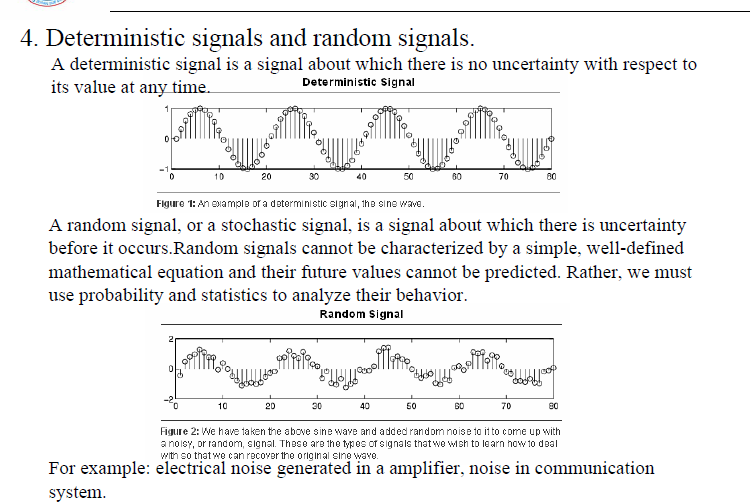 4. Deterministic signals and random signals.
A deterministic signal is a signal about which there is no uncertainty with respect to
its value at any time.
Deterministic Signal
1
0
-1
0 10 20 30 40 50 60 70 80
Figure 1: An example of a deterministic signal, the sine wave.
A random signal, or a stochastic signal, is a signal about which there is uncertainty
before it occurs.Random signals cannot be characterized by a simple, well-defined
mathematical equation and their future values cannot be predicted. Rather, we must
use probability and statistics to analyze their behavior.
Random Signal
2
0
-2
0 10 20 30 40 50 60 70 80
Figure 2: We have taken the above sine wave and added random noise to it to come up with
a noisy, or random, signal. These are the types of signals that we wish to learn how to deal
with so that we can recover the original sine wave.
For example: electrical noise generated in a amplifier, noise in communication
system.